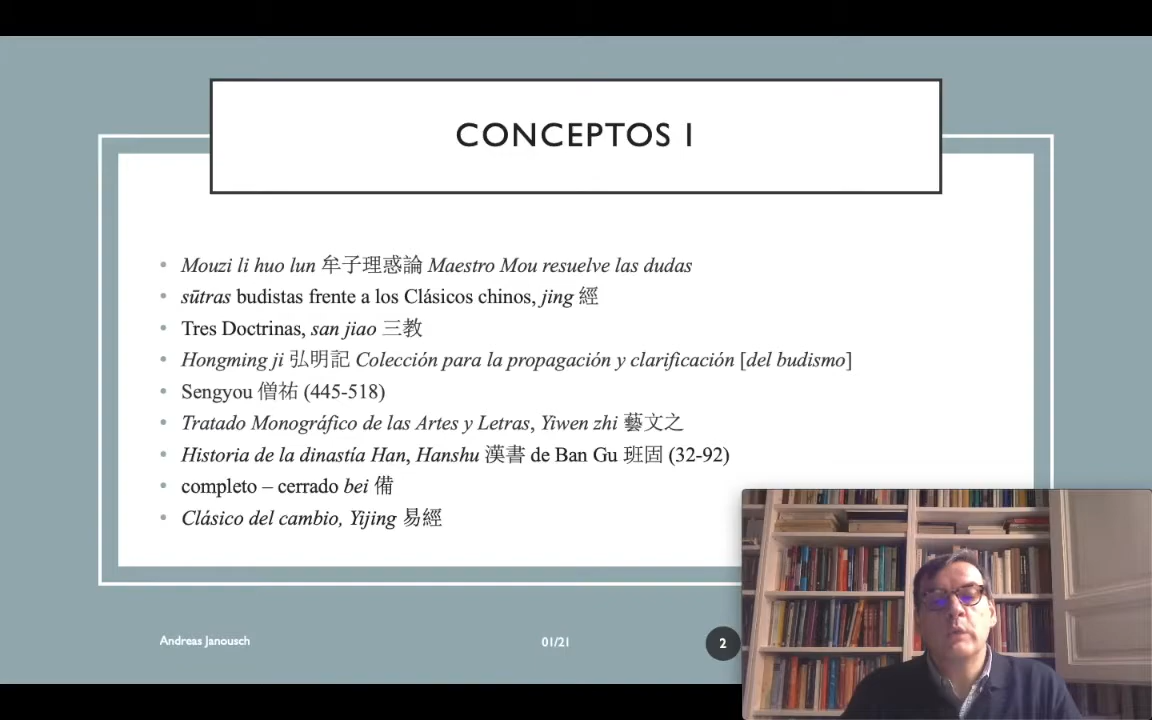 CONCEPTOS I
• Mouzi li huo lun 牟子理惑論 Maestro Mou resuelve las dudas
• sūtras budistas frente a los Clásicos chinos, jing 經
• Tres Doctrinas, san jiao 三教
• Hongming ji 弘明記 Colección para la propagación y clarificación [del budismo]
• Sengyou 僧祐 (445-518)
• Tratado Monográfico de las Artes y Letras, Yiwen zhi 藝文之
• Historia de la dinastía Han, Hanshu 漢書 de Ban Gu 班固 (32-92)
• completo – cerrado bei 備
• Clásico del cambio, Yijing 易經
Andreas Janousch
01/21
2